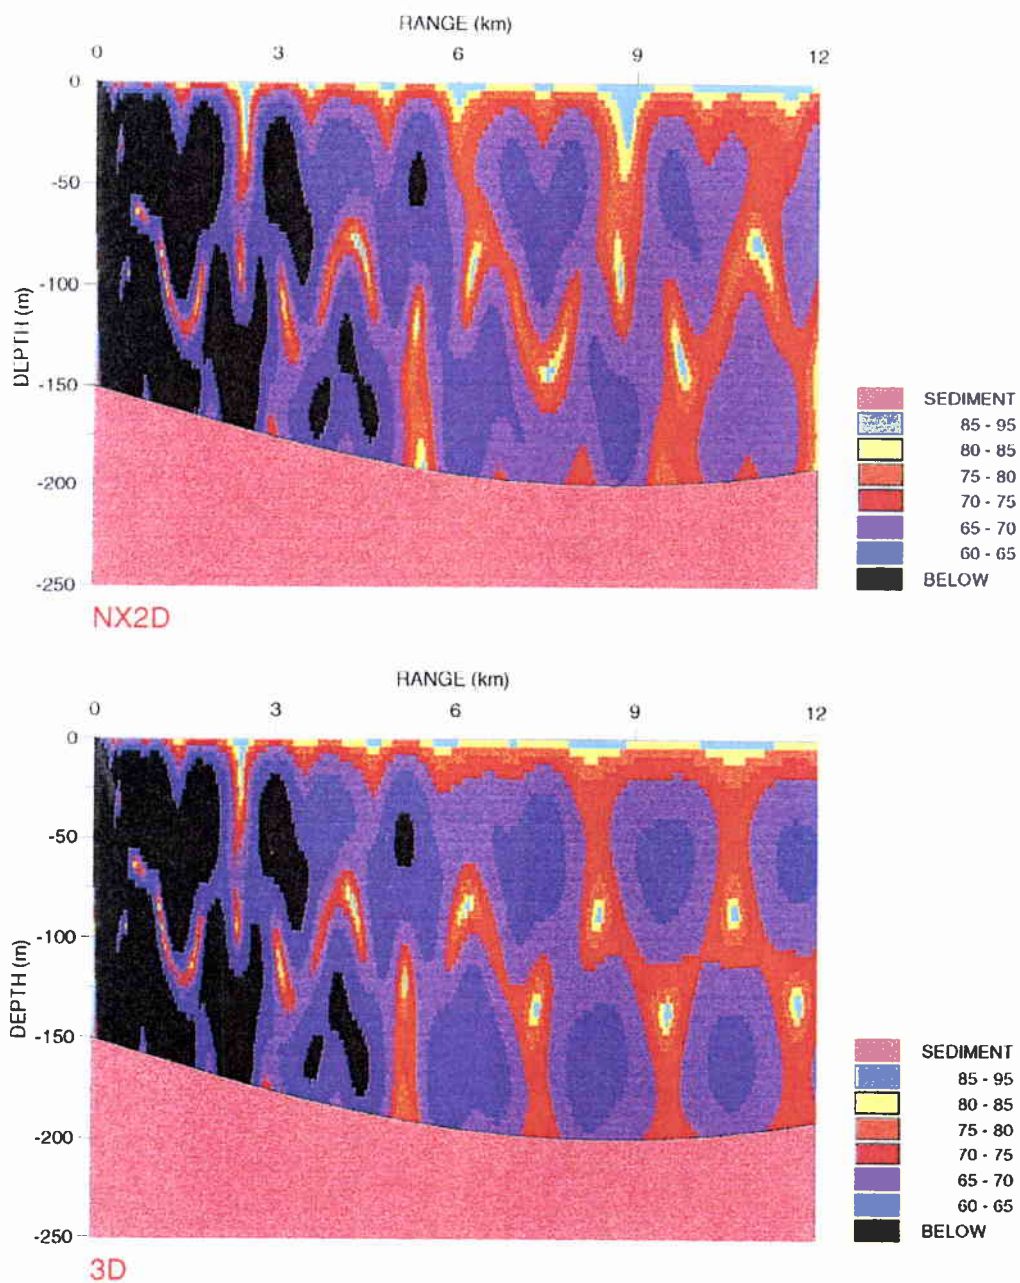 RANGE (km)
0 3 6 9 12
0
-50
-100
-150
-200
-250
DEPTH (m)
SEDIMENT
85 - 95
80 - 85
75 - 80
70 - 75
65 - 70
60 - 65
BELOW
NX2D
RANGE (km)
0 3 6 9 12
0
-50
-100
-150
-200
-250
DEPTH (m)
SEDIMENT
85 - 95
80 - 85
75 - 80
70 - 75
65 - 70
60 - 65
BELOW
3D